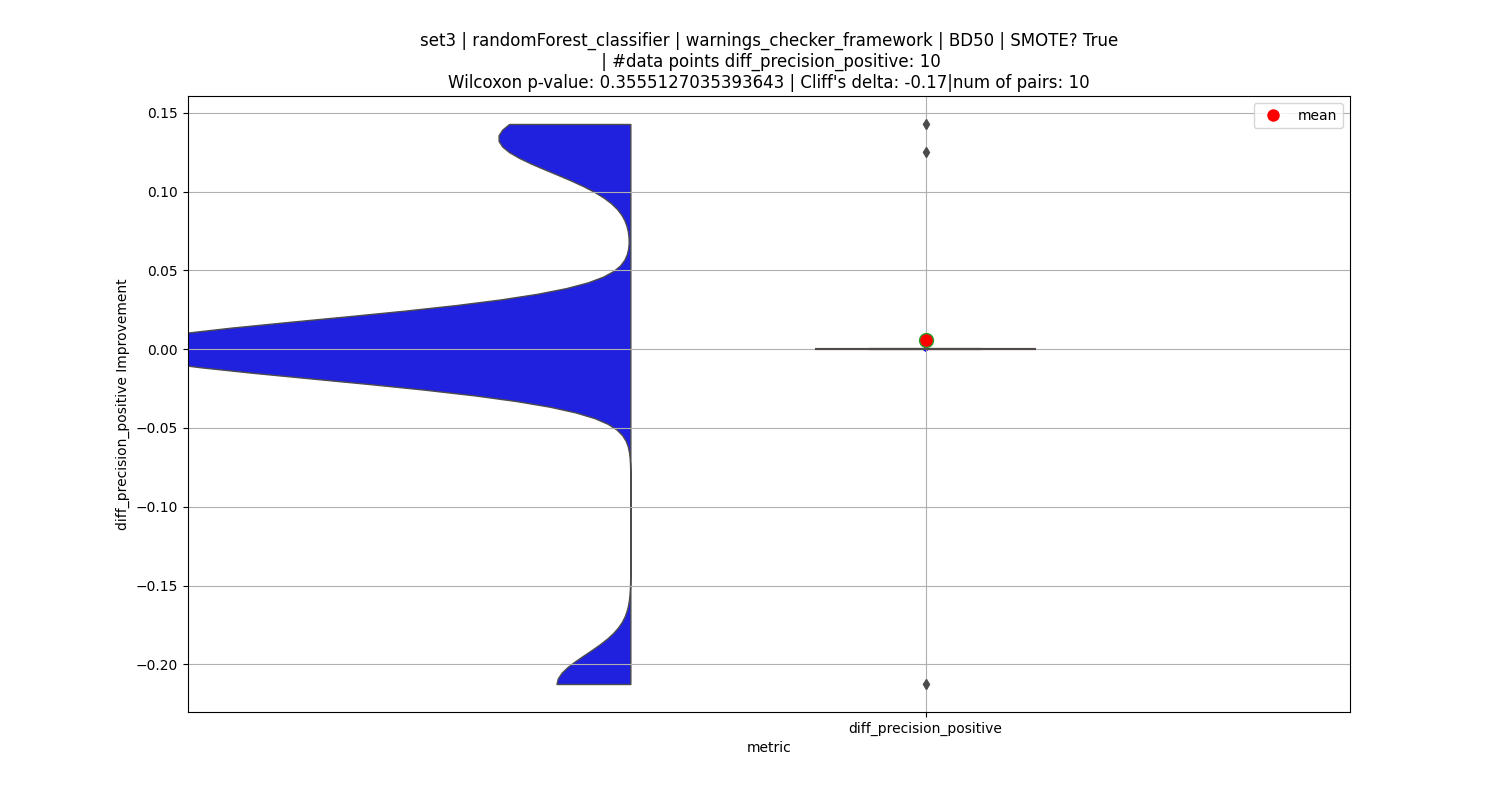 set3 | randomForest_classifier | warnings_checker_framework | BD50 | SMOTE? True
| #data points diff_precision_positive: 10
Wilcoxon p-value: 0.3555127035393643 | Cliff's delta: -0.17|num of pairs: 10
mean
0.15
0.10
0.05
0.00
−0.05
−0.10
−0.15
−0.20
diff_precision_positive Improvement
diff_precision_positive
metric